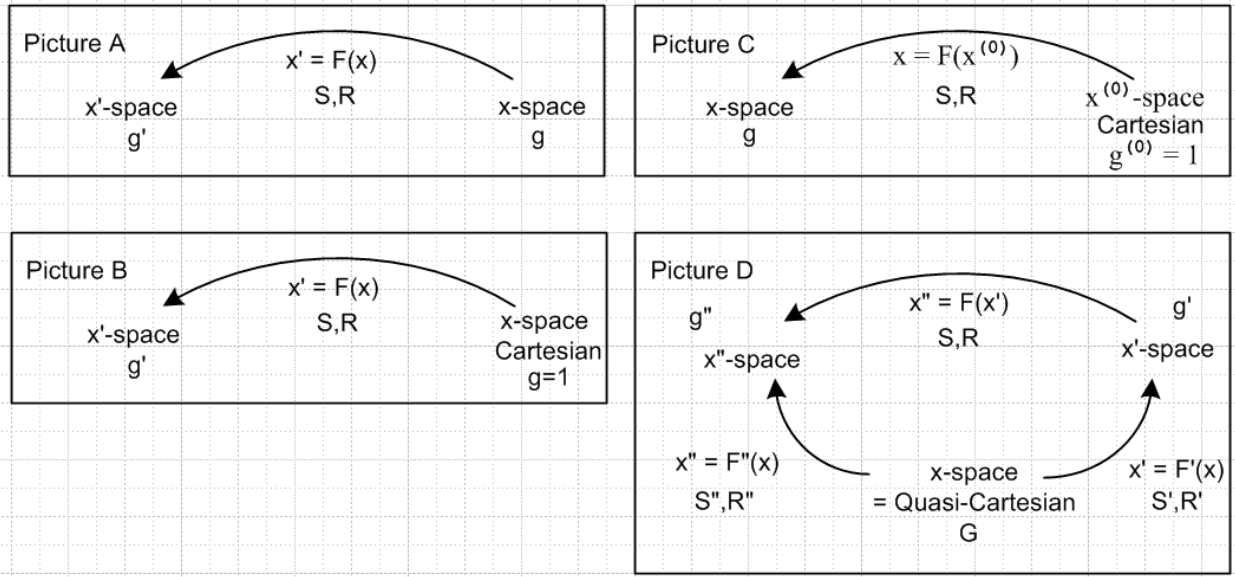 Picture A
x' = F(x)
S,R
x'-space
g'
x-space
g
Picture C
x = F(x⁽⁰⁾)
S,R
x-space
g
x⁽⁰⁾-space
Cartesian
g⁽⁰⁾ = 1
Picture B
x' = F(x)
S,R
x'-space
g'
x-space
Cartesian
g=1
Picture D
g"
x"-space
x" = F(x')
S,R
g'
x'-space
x" = F"(x)
S",R"
x-space
= Quasi-Cartesian
G
x' = F'(x)
S',R'